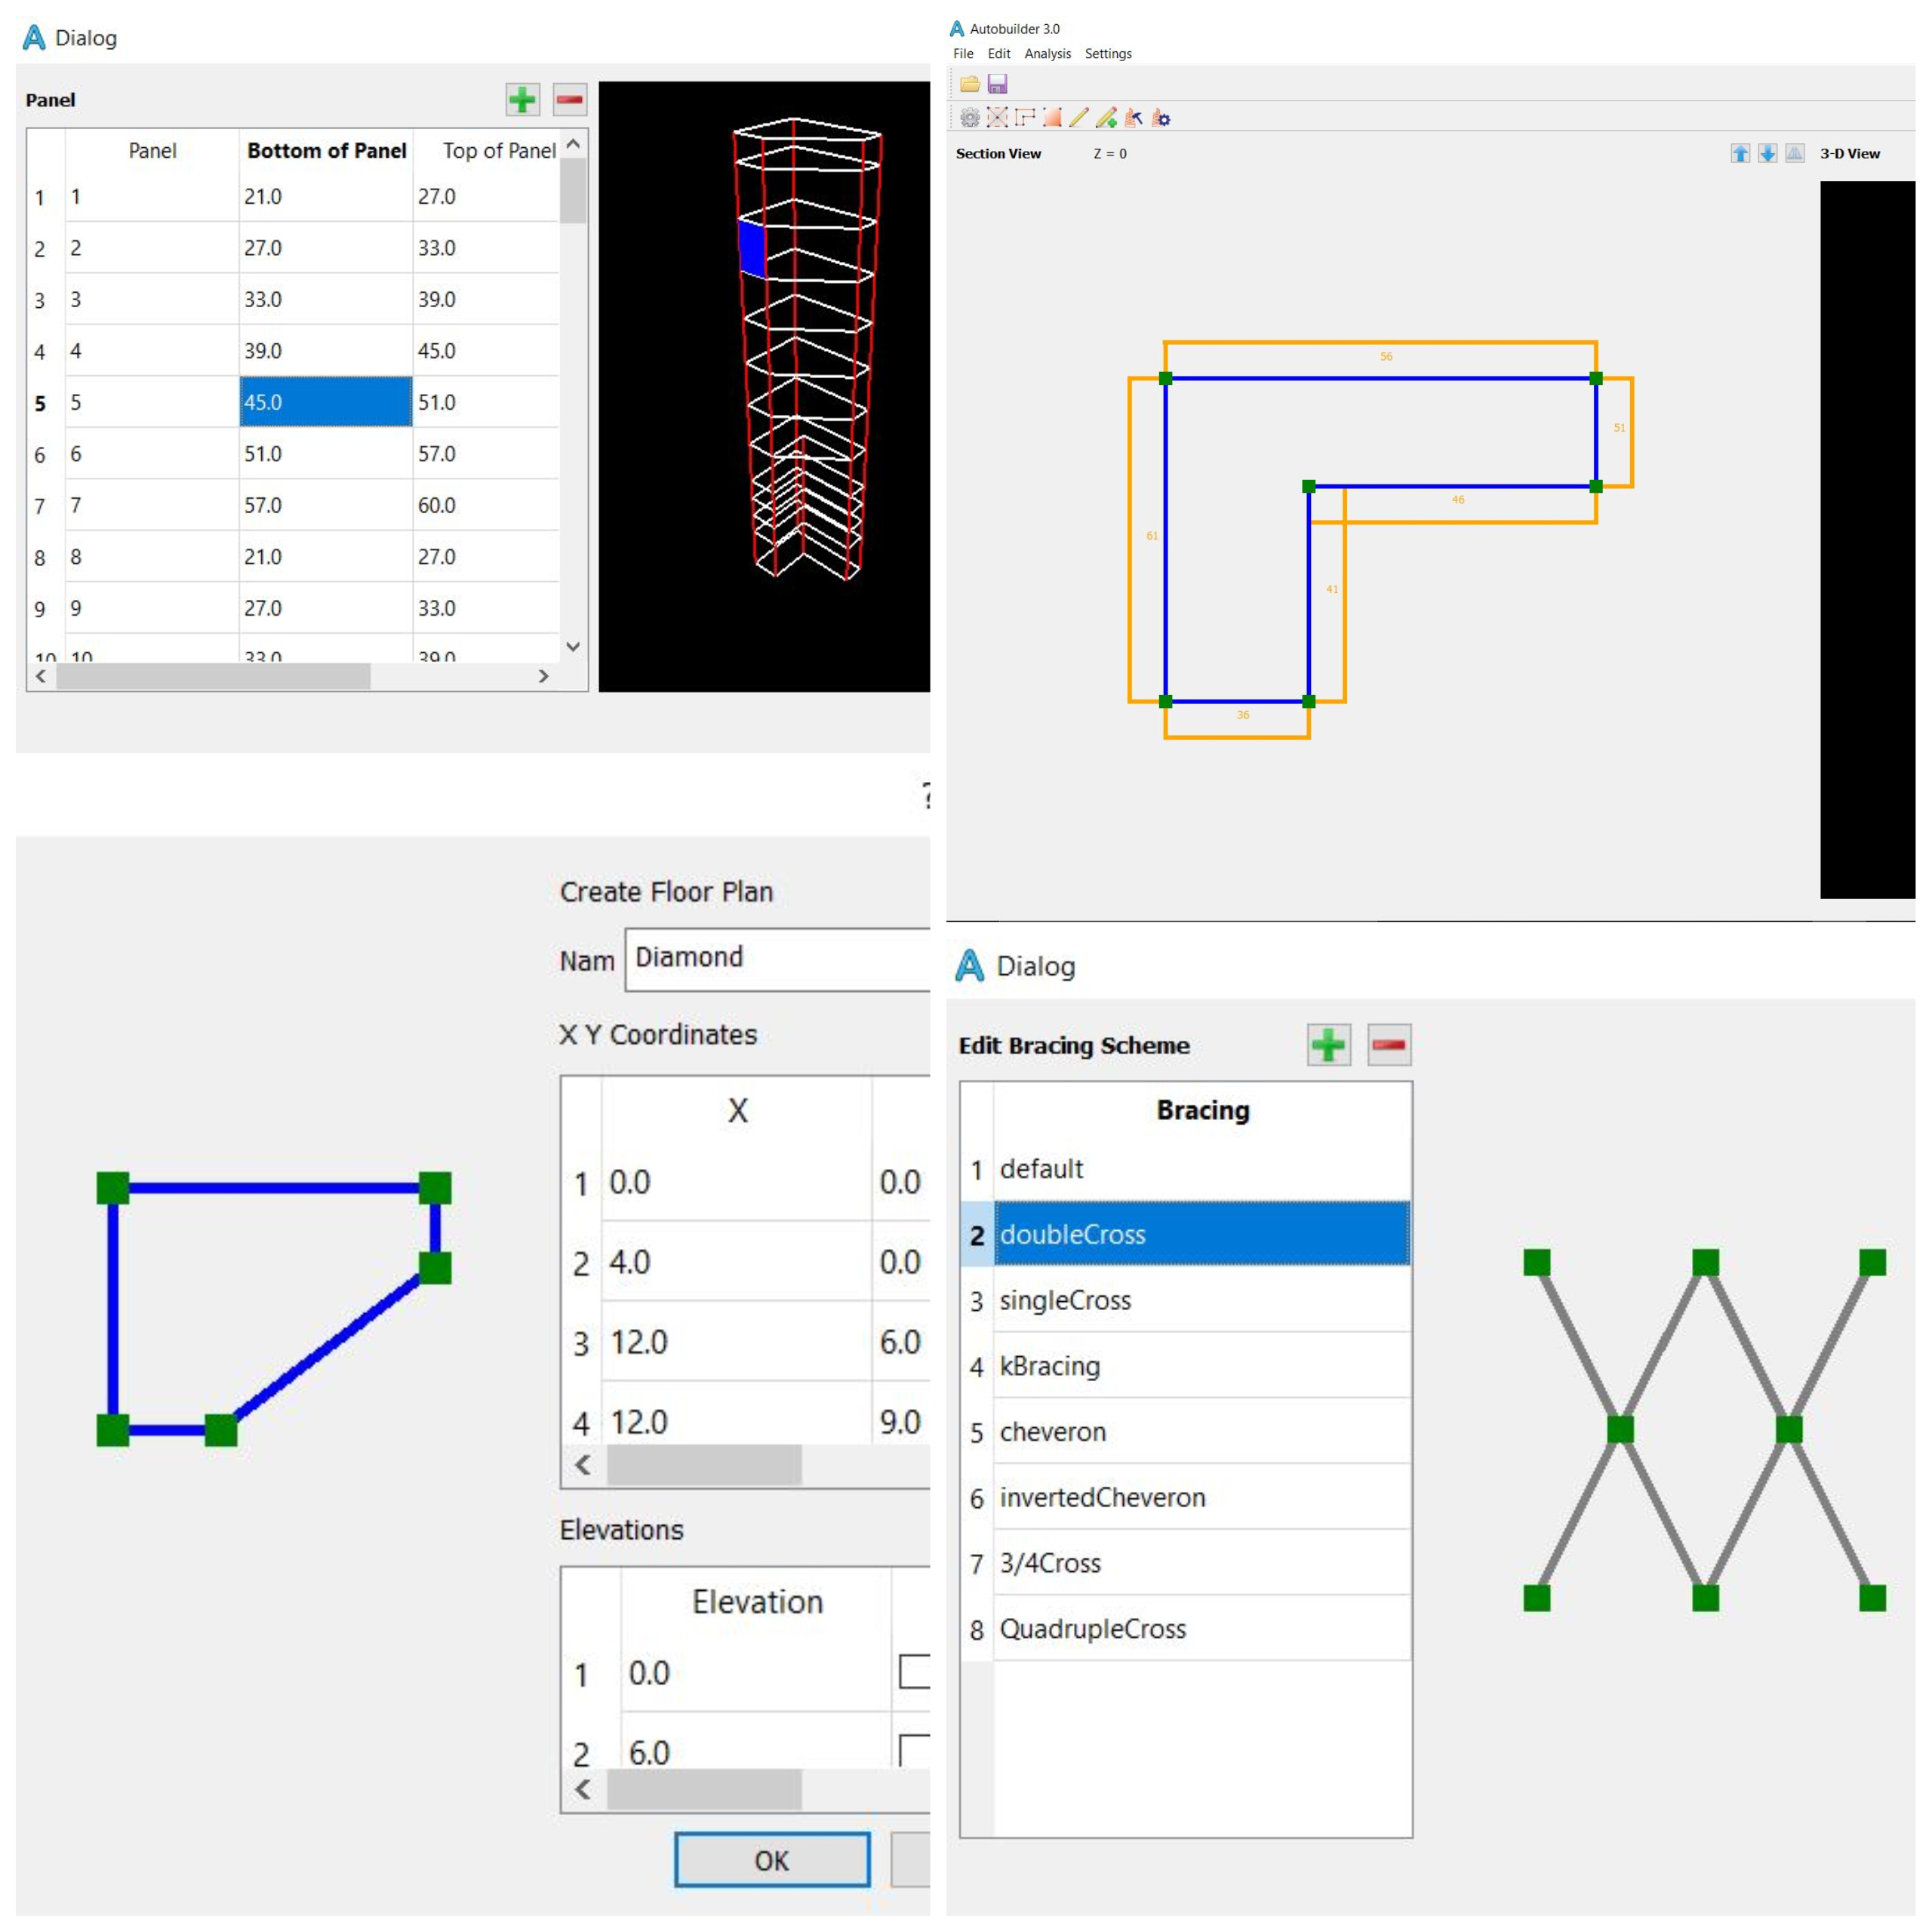 Dialog
Panel
Panel Bottom of Panel Top of Panel
1 1 21.0 27.0
2 2 27.0 33.0
3 3 33.0 39.0
4 4 39.0 45.0
5 5 45.0 51.0
6 6 51.0 57.0
7 7 57.0 60.0
8 8 21.0 27.0
9 9 27.0 33.0
10 10 33.0 39.0
Autobuilder 3.0
File Edit Analysis Settings
Section View Z = 0 3-D View
56
51
46
61
41
36
?
Create Floor Plan
Nam Diamond
X Y Coordinates
X
1 0.0 0.0
2 4.0 0.0
3 12.0 6.0
4 12.0 9.0
Elevations
Elevation
1 0.0
2 6.0
OK
Dialog
Edit Bracing Scheme
Bracing
1 default
2 doubleCross
3 singleCross
4 kBracing
5 cheveron
6 invertedCheveron
7 3/4Cross
8 QuadrupleCross